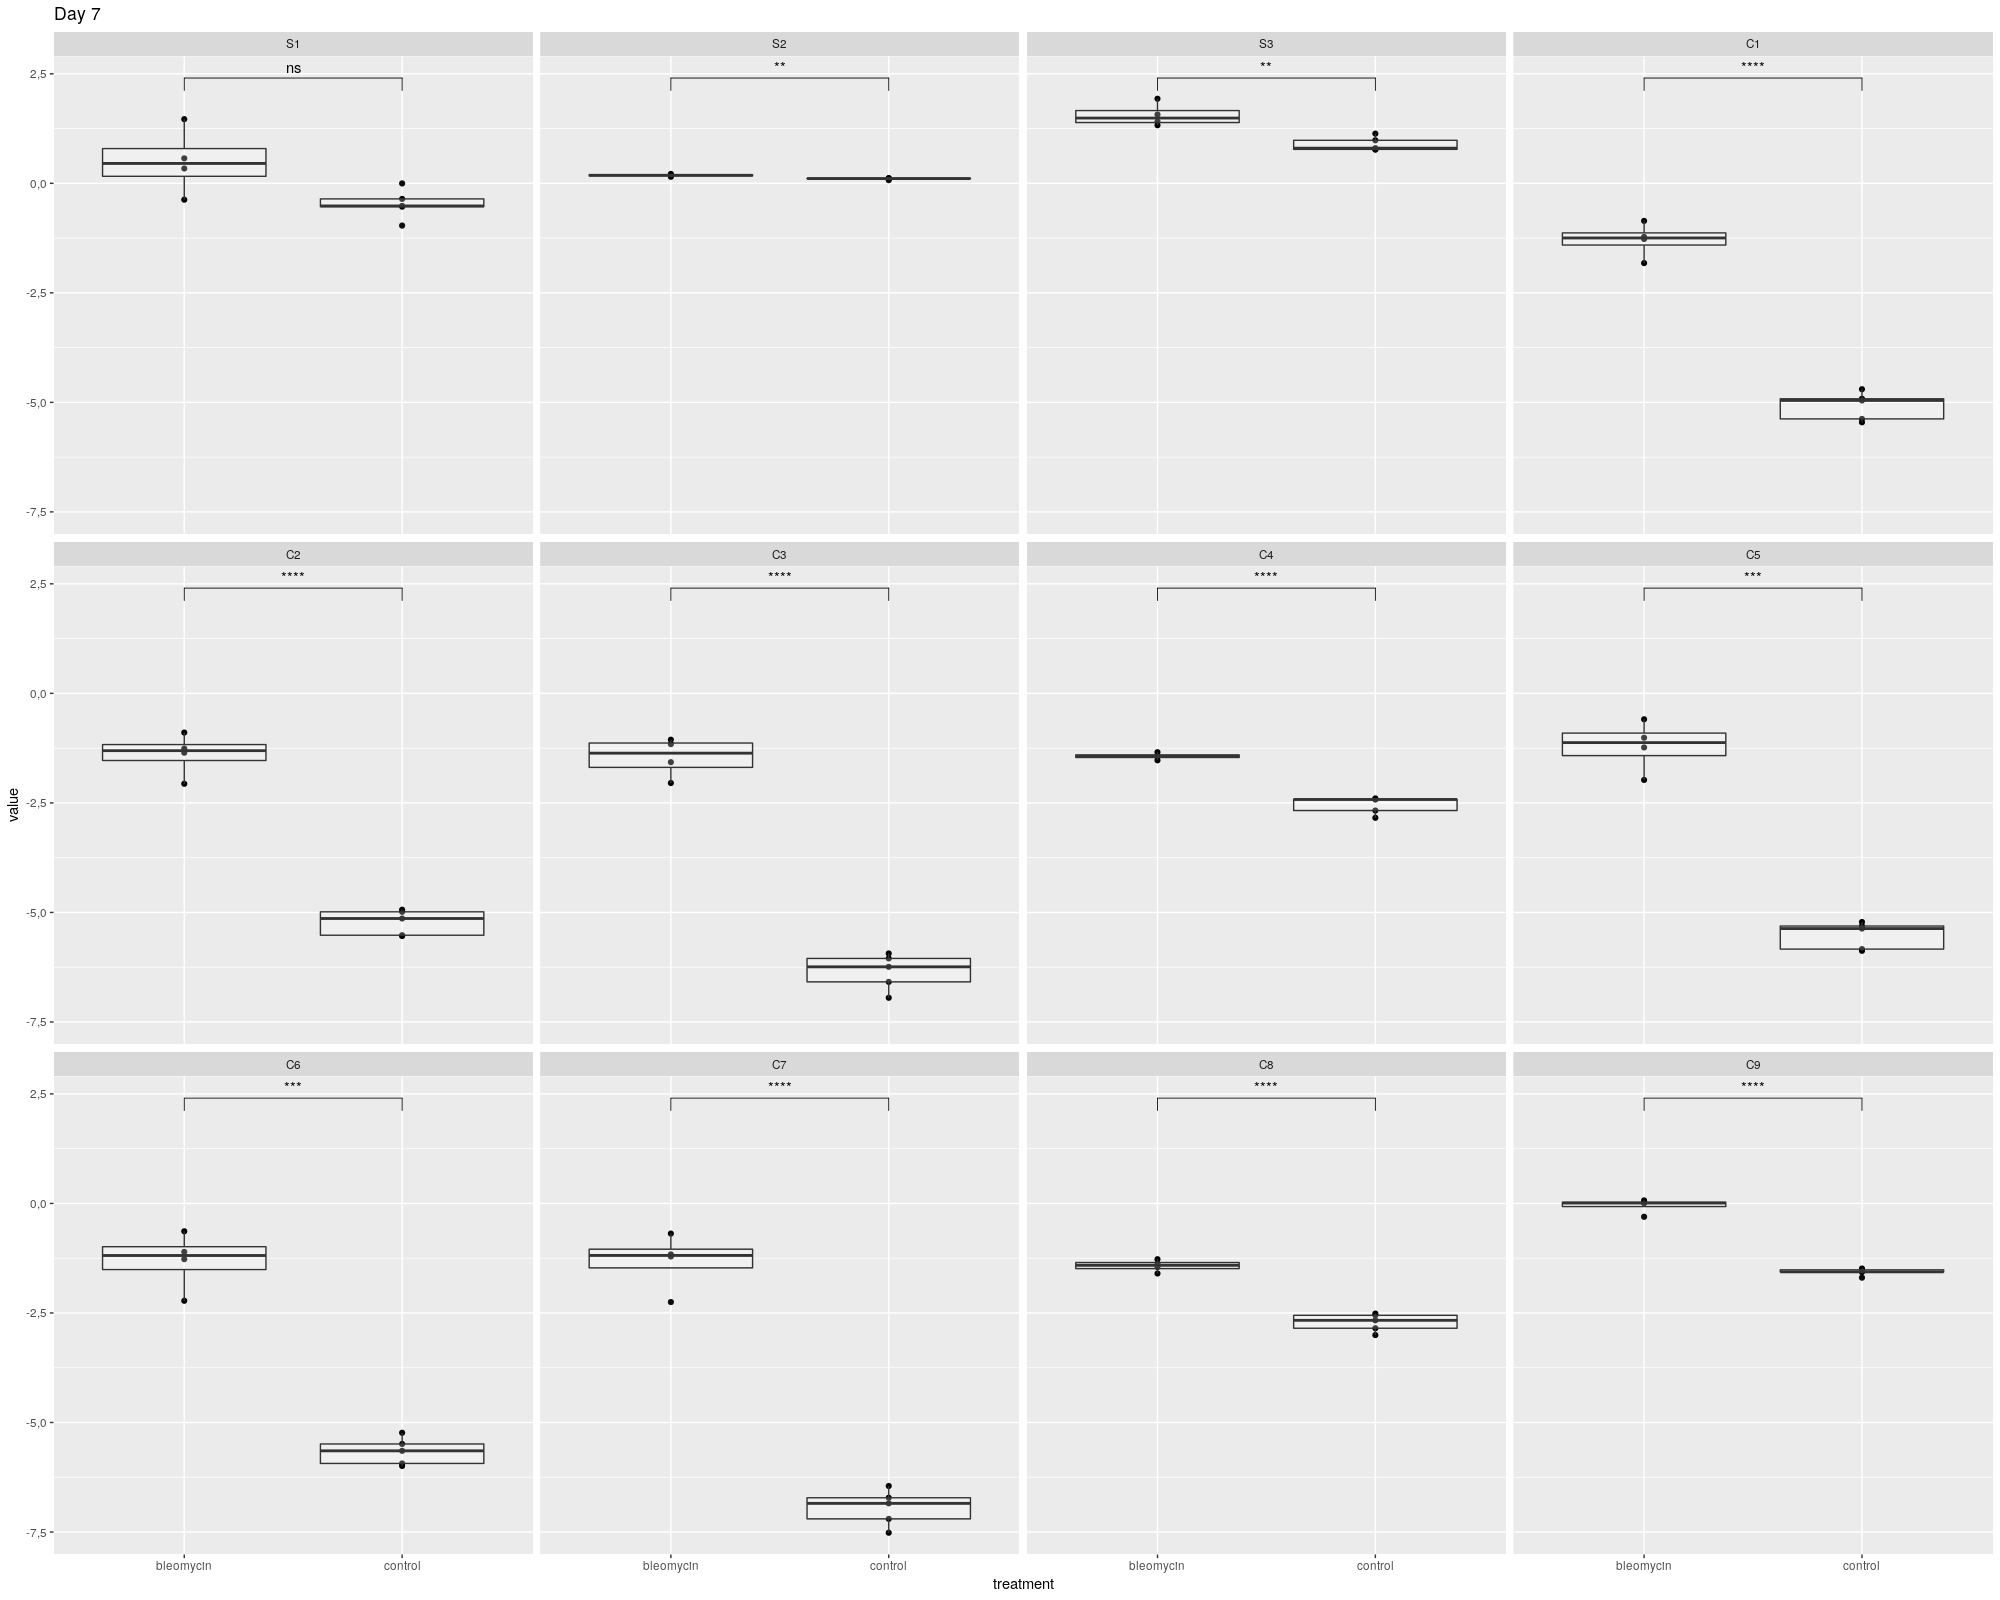 Day 7
S1 S2 S3 C1
ns ** ** ****
2,5
0,0
-2,5
-5,0
-7,5
C2 C3 C4 C5
**** **** **** ***
2,5
0,0
-2,5
-5,0
-7,5
value
C6 C7 C8 C9
*** **** **** ****
2,5
0,0
-2,5
-5,0
-7,5
bleomycin control bleomycin control bleomycin control bleomycin control
treatment